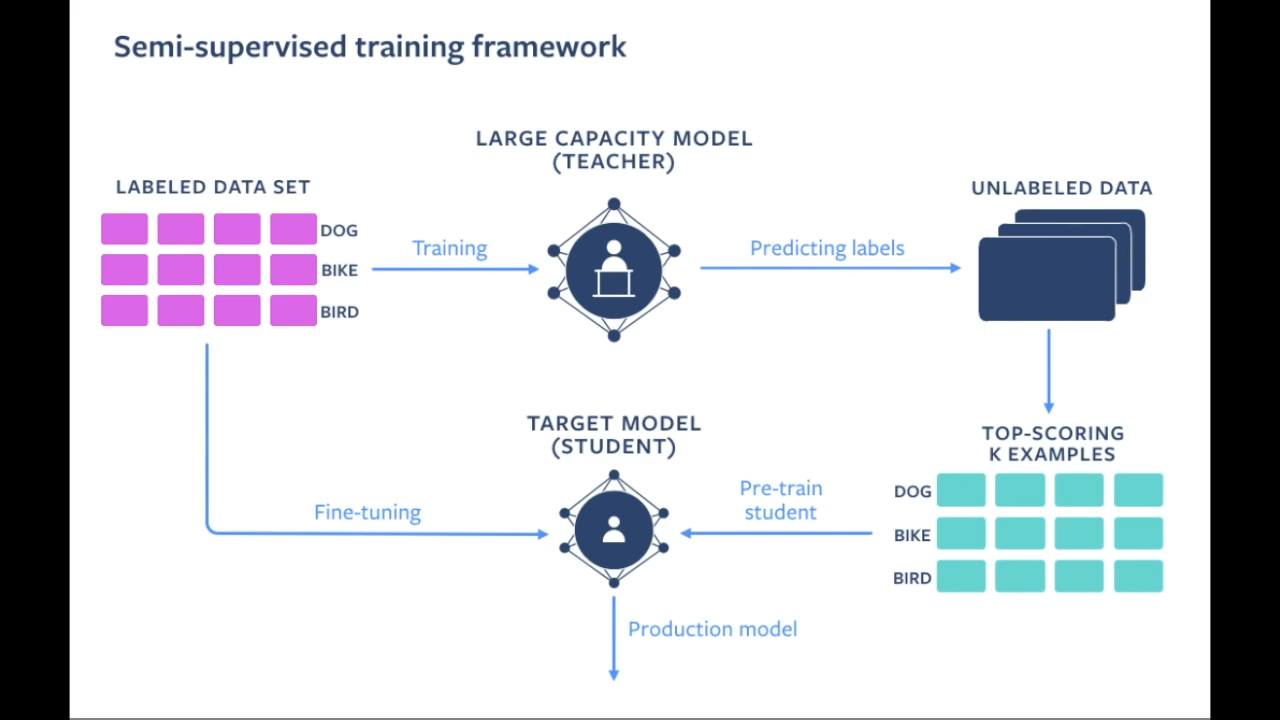 Semi-supervised training framework
LARGE CAPACITY MODEL
(TEACHER)
LABELED DATA SET
UNLABELED DATA
DOG
BIKE
BIRD
Training
Predicting labels
TARGET MODEL
(STUDENT)
TOP-SCORING
K EXAMPLES
Fine-tuning
Pre-train
student
DOG
BIKE
BIRD
Production model